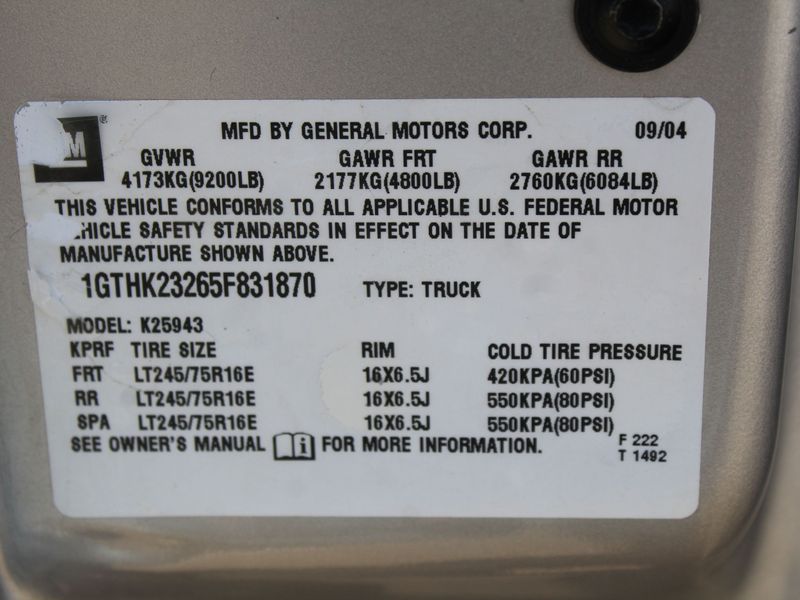 GM ®
MFD BY GENERAL MOTORS CORP. 09/04
GVWR GAWR FRT GAWR RR
4173KG(9200LB) 2177KG(4800LB) 2760KG(6084LB)
THIS VEHICLE CONFORMS TO ALL APPLICABLE U.S. FEDERAL MOTOR
VEHICLE SAFETY STANDARDS IN EFFECT ON THE DATE OF
MANUFACTURE SHOWN ABOVE.
1GTHK23265F831870 TYPE: TRUCK
MODEL: K25943
KPRF TIRE SIZE RIM COLD TIRE PRESSURE
FRT LT245/75R16E 16X6.5J 420KPA(60PSI)
RR LT245/75R16E 16X6.5J 550KPA(80PSI)
SPA LT245/75R16E 16X6.5J 550KPA(80PSI)
SEE OWNER'S MANUAL i FOR MORE INFORMATION.
F 222
T 1492